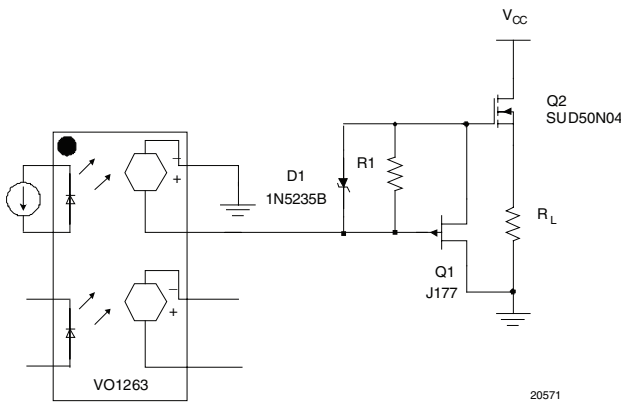 V_CC
Q2
SUD50N04
D1
1N5235B
R1
R_L
Q1
J177
−
+
−
+
VO1263
20571